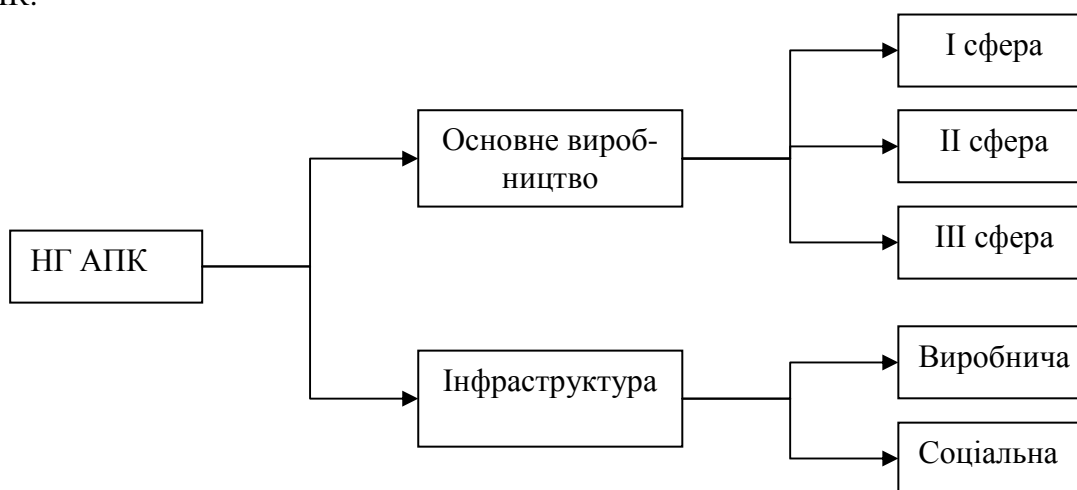 І сфера
Основне вироб-
ництво
ІІ сфера
ІІІ сфера
НГ АПК
Інфраструктура
Виробнича
Соціальна